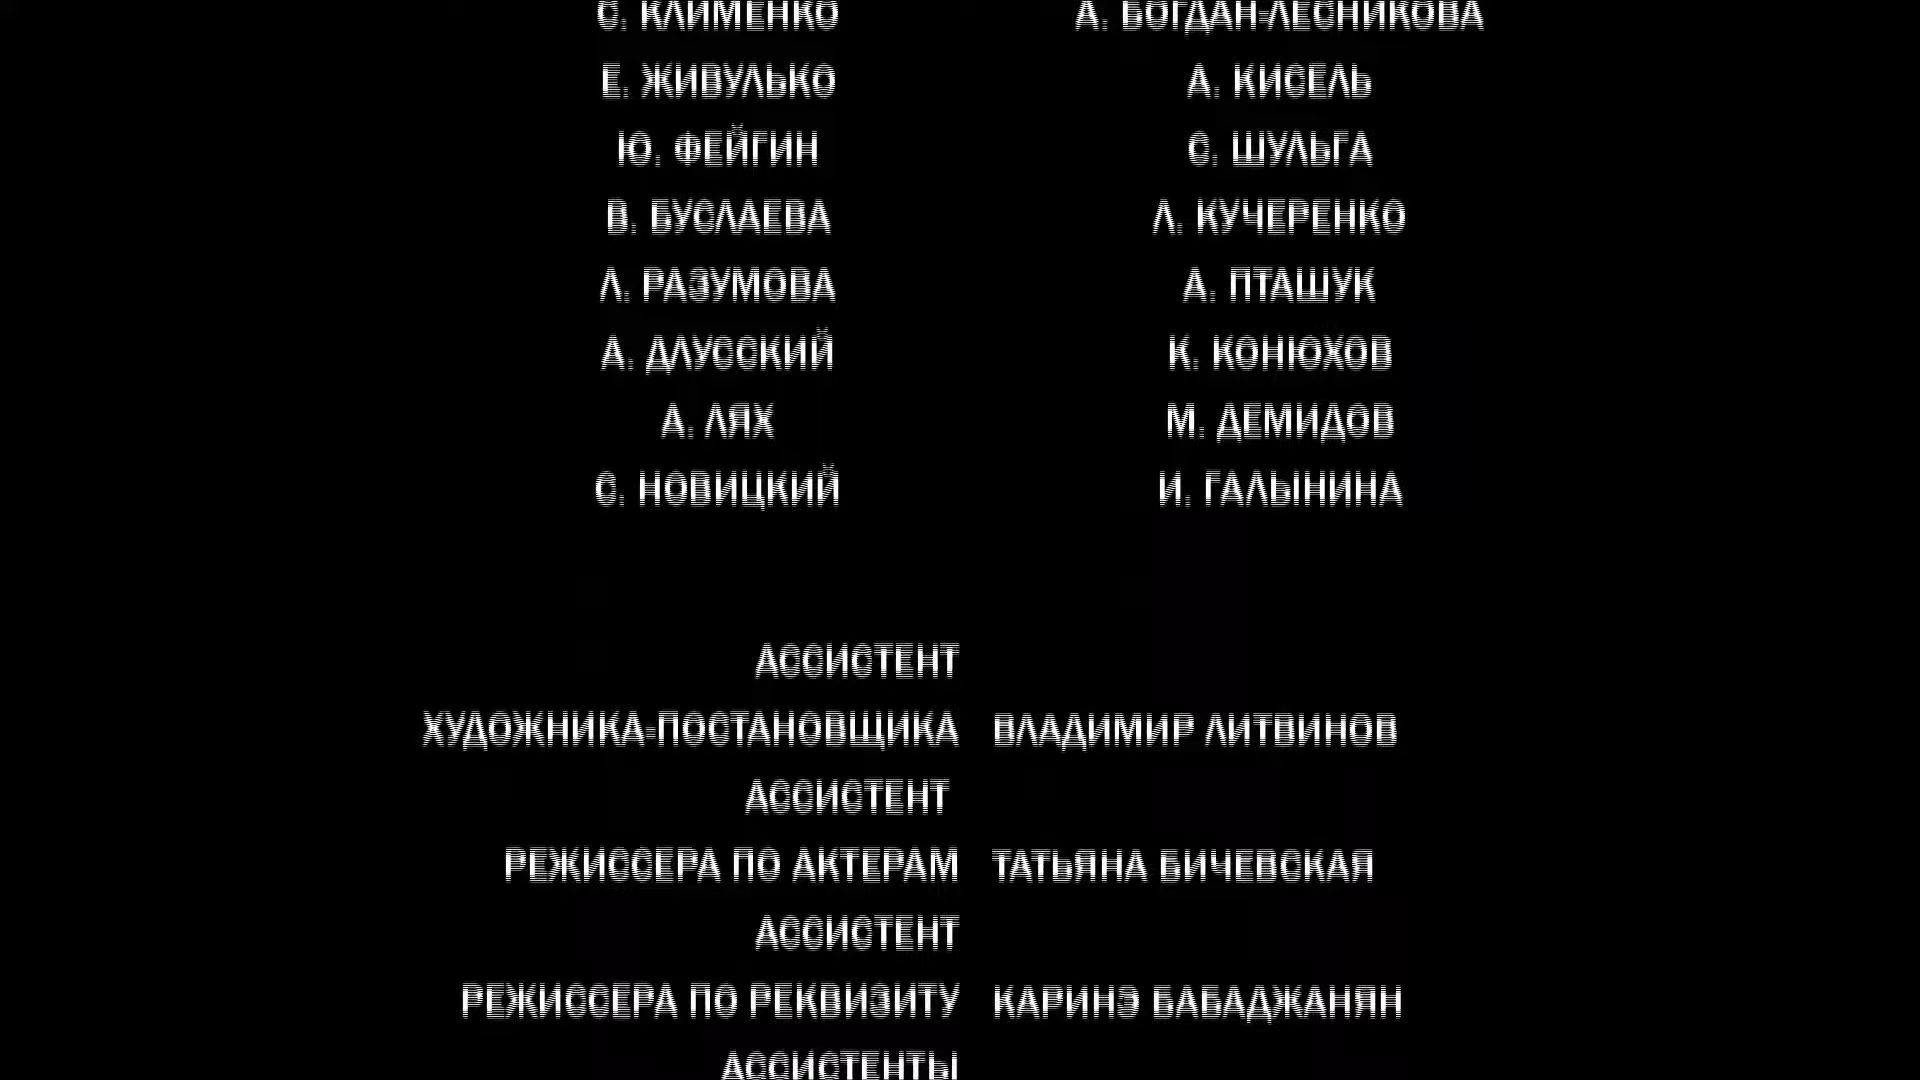 С. КЛИМЕНКО А. БОГДАН-ЛЕСНИКОВА
Е. ЖИВУЛЬКО А. КИСЕЛЬ
Ю. ФЕЙГИН С. ШУЛЬГА
В. БУСЛАЕВА Л. КУЧЕРЕНКО
Л. РАЗУМОВА А. ПТАШУК
А. ДЛУССКИЙ К. КОНЮХОВ
А. ЛЯХ М. ДЕМИДОВ
С. НОВИЦКИЙ И. ГАЛЫНИНА
АССИСТЕНТ
ХУДОЖНИКА-ПОСТАНОВЩИКА ВЛАДИМИР ЛИТВИНОВ
АССИСТЕНТ
РЕЖИССЕРА ПО АКТЕРАМ ТАТЬЯНА БИЧЕВСКАЯ
АССИСТЕНТ
РЕЖИССЕРА ПО РЕКВИЗИТУ КАРИНЭ БАБАДЖАНЯН
АССИСТЕНТЫ